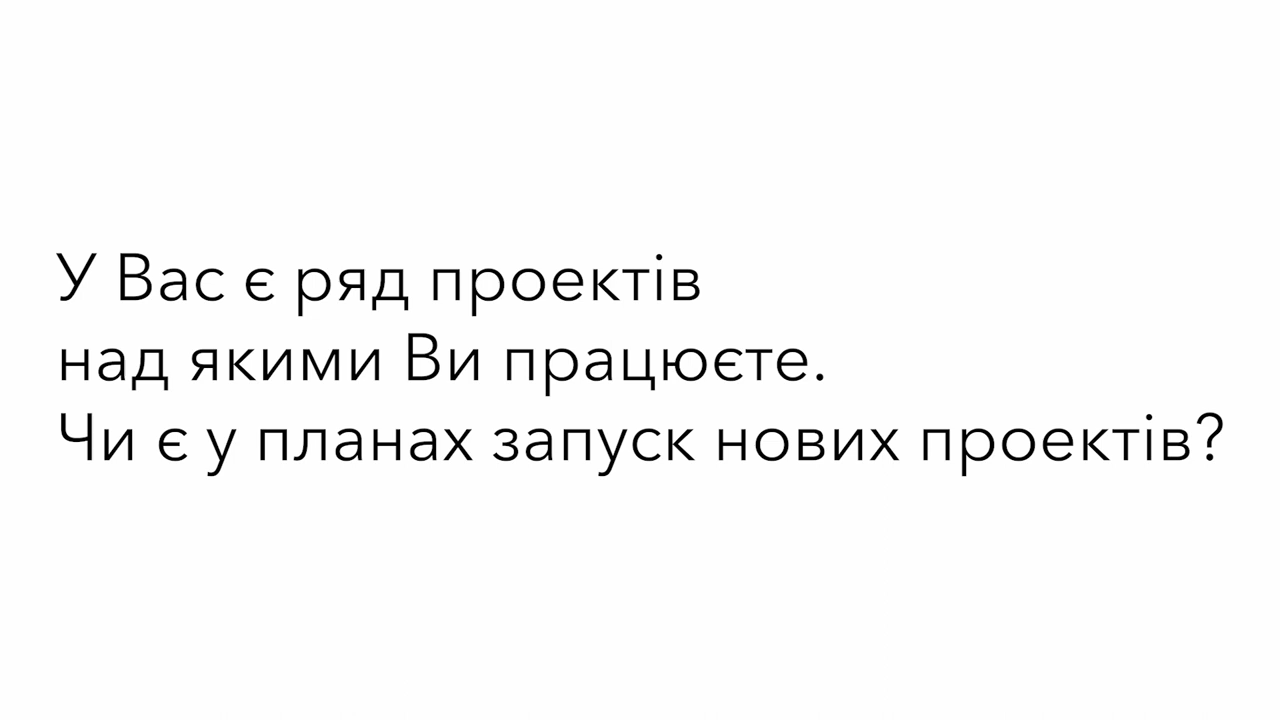 У Вас є ряд проектів
над якими Ви працюєте.
Чи є у планах запуск нових проектів?